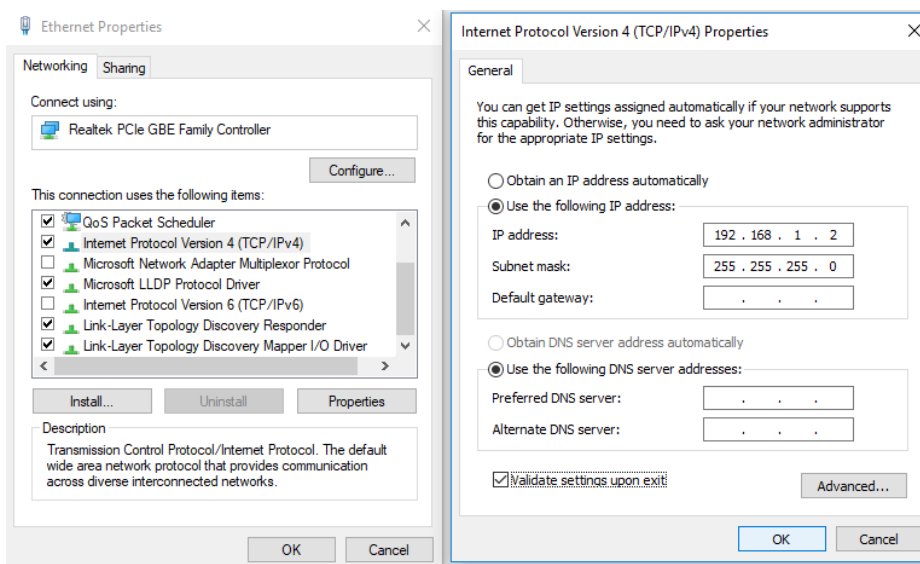 Ethernet Properties
Networking
Sharing
Connect using:
Realtek PCIe GBE Family Controller
Configure...
This connection uses the following items:
QoS Packet Scheduler
Internet Protocol Version 4 (TCP/IPv4)
Microsoft Network Adapter Multiplexor Protocol
Microsoft LLDP Protocol Driver
Internet Protocol Version 6 (TCP/IPv6)
Link-Layer Topology Discovery Responder
Link-Layer Topology Discovery Mapper I/O Driver
Install...
Uninstall
Properties
Description
Transmission Control Protocol/Internet Protocol. The default
wide area network protocol that provides communication
across diverse interconnected networks.
OK
Cancel
Internet Protocol Version 4 (TCP/IPv4) Properties
General
You can get IP settings assigned automatically if your network supports
this capability. Otherwise, you need to ask your network administrator
for the appropriate IP settings.
Obtain an IP address automatically
Use the following IP address:
IP address: 192 . 168 . 1 . 2
Subnet mask: 255 . 255 . 255 . 0
Default gateway: . . .
Obtain DNS server address automatically
Use the following DNS server addresses:
Preferred DNS server: . . .
Alternate DNS server: . . .
Validate settings upon exit
Advanced...
OK
Cancel